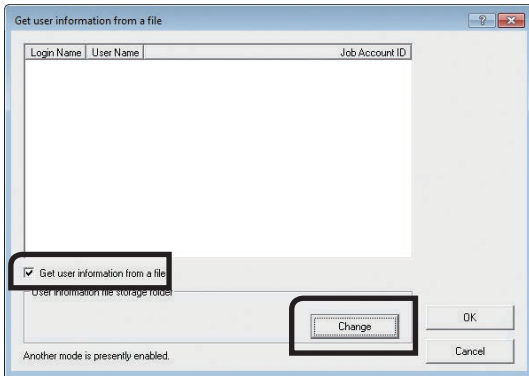 Get user information from a file
Login Name User Name Job Account ID
Get user information from a file
User information file storage folder
Change
OK
Another mode is presently enabled.
Cancel